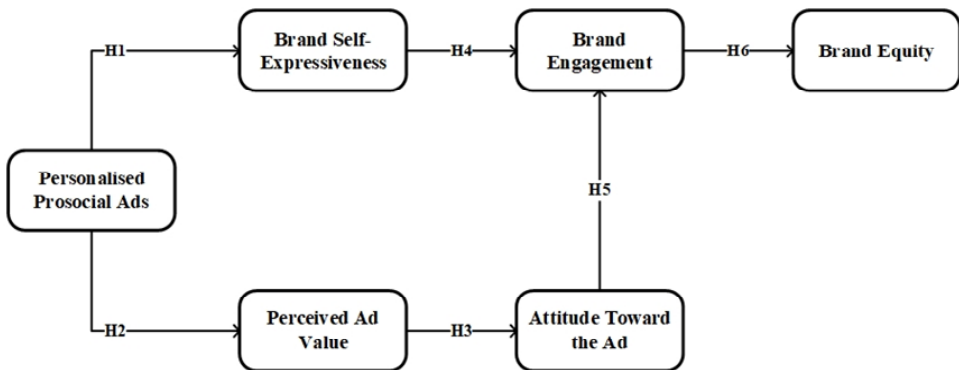 Brand Self-
Expressiveness
Brand
Engagement
Brand Equity
H1
H4
H6
Personalised
Prosocial Ads
H5
Perceived Ad
Value
Attitude Toward
the Ad
H2
H3